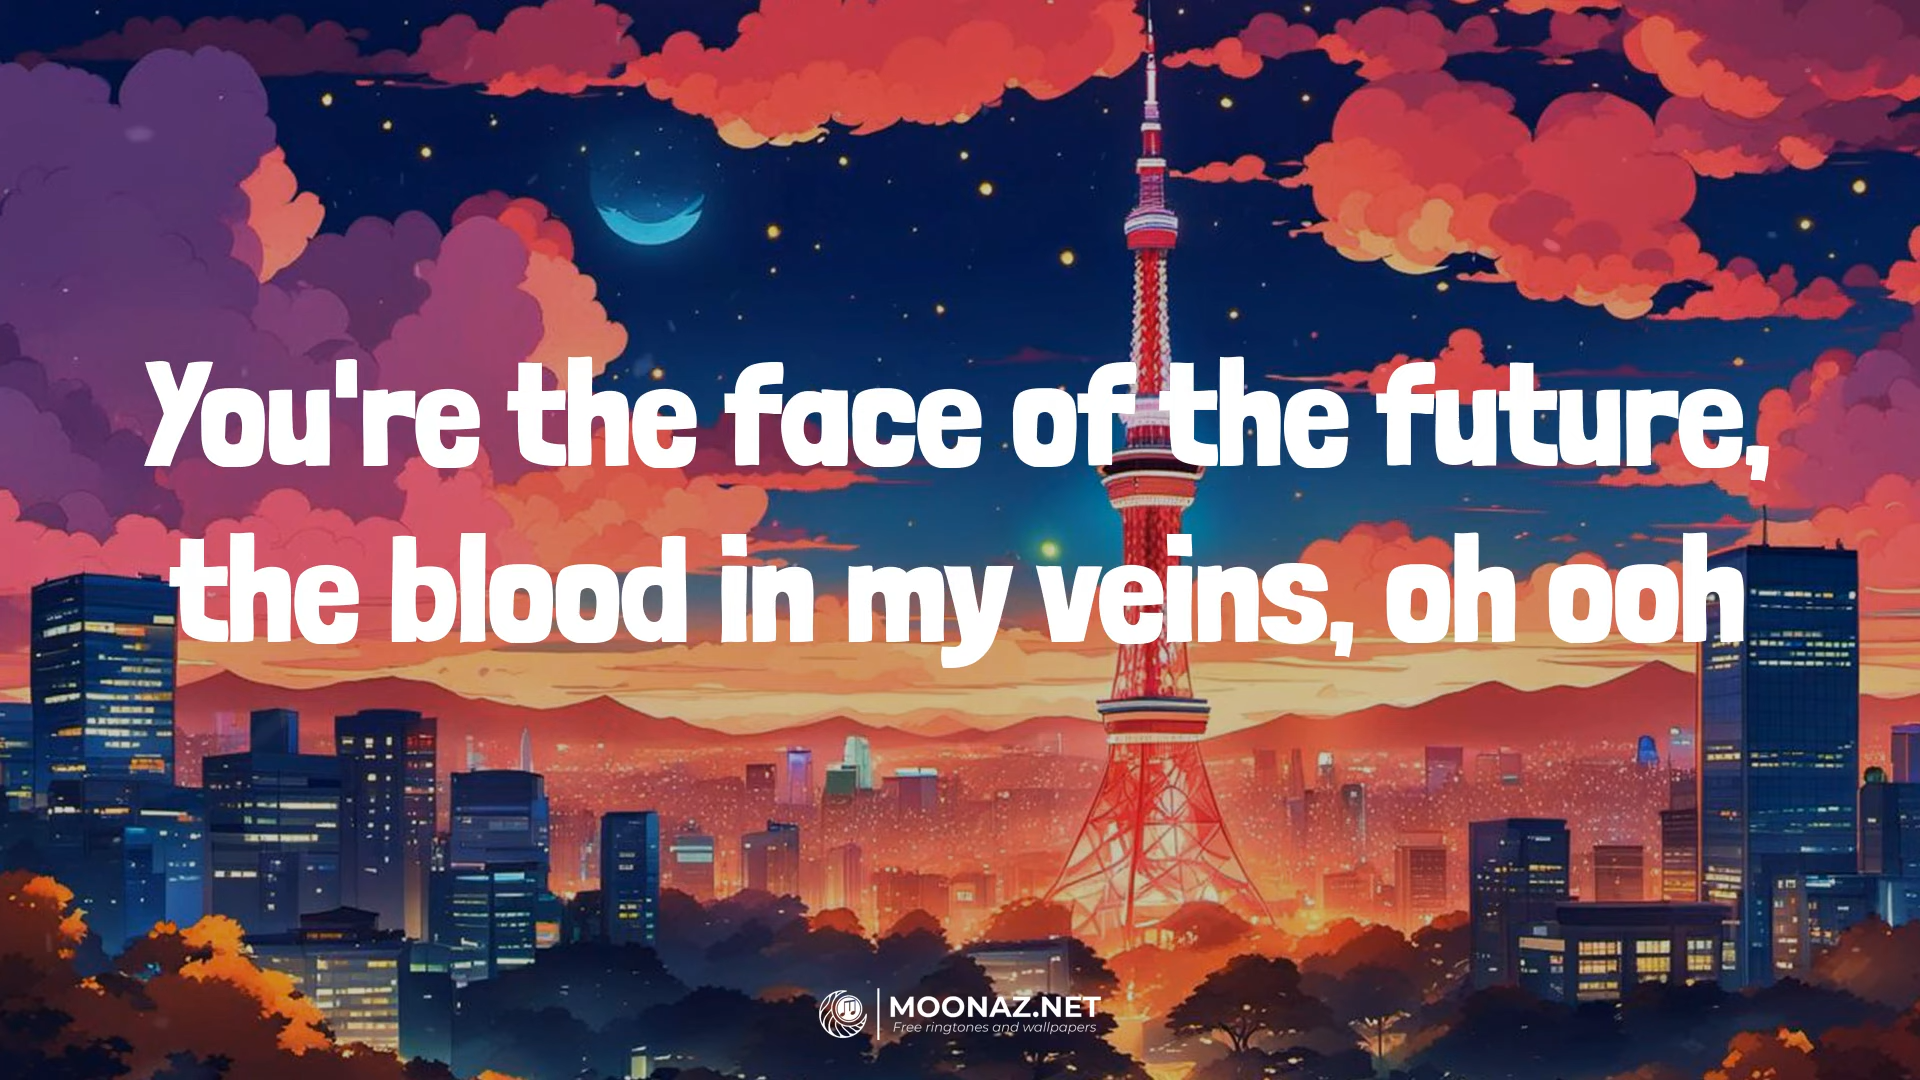 You're the face of the future,
the blood in my veins, oh ooh
MOONAZ.NET
Free ringtones and wallpapers